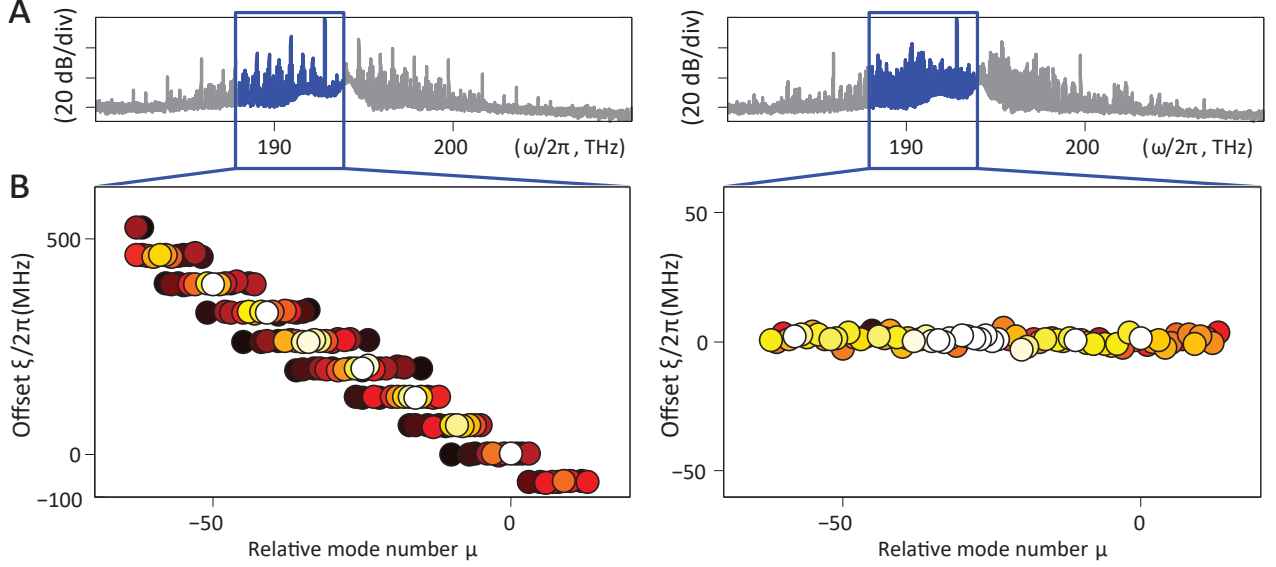 A
(20 dB/div)
190
200
(ω/2π , THz)
(20 dB/div)
190
200
(ω/2π , THz)
B
Offset ξ/2π(MHz)
500
0
−100
−50
0
Relative mode number μ
Offset ξ/2π(MHz)
50
0
−50
−50
0
Relative mode number μ